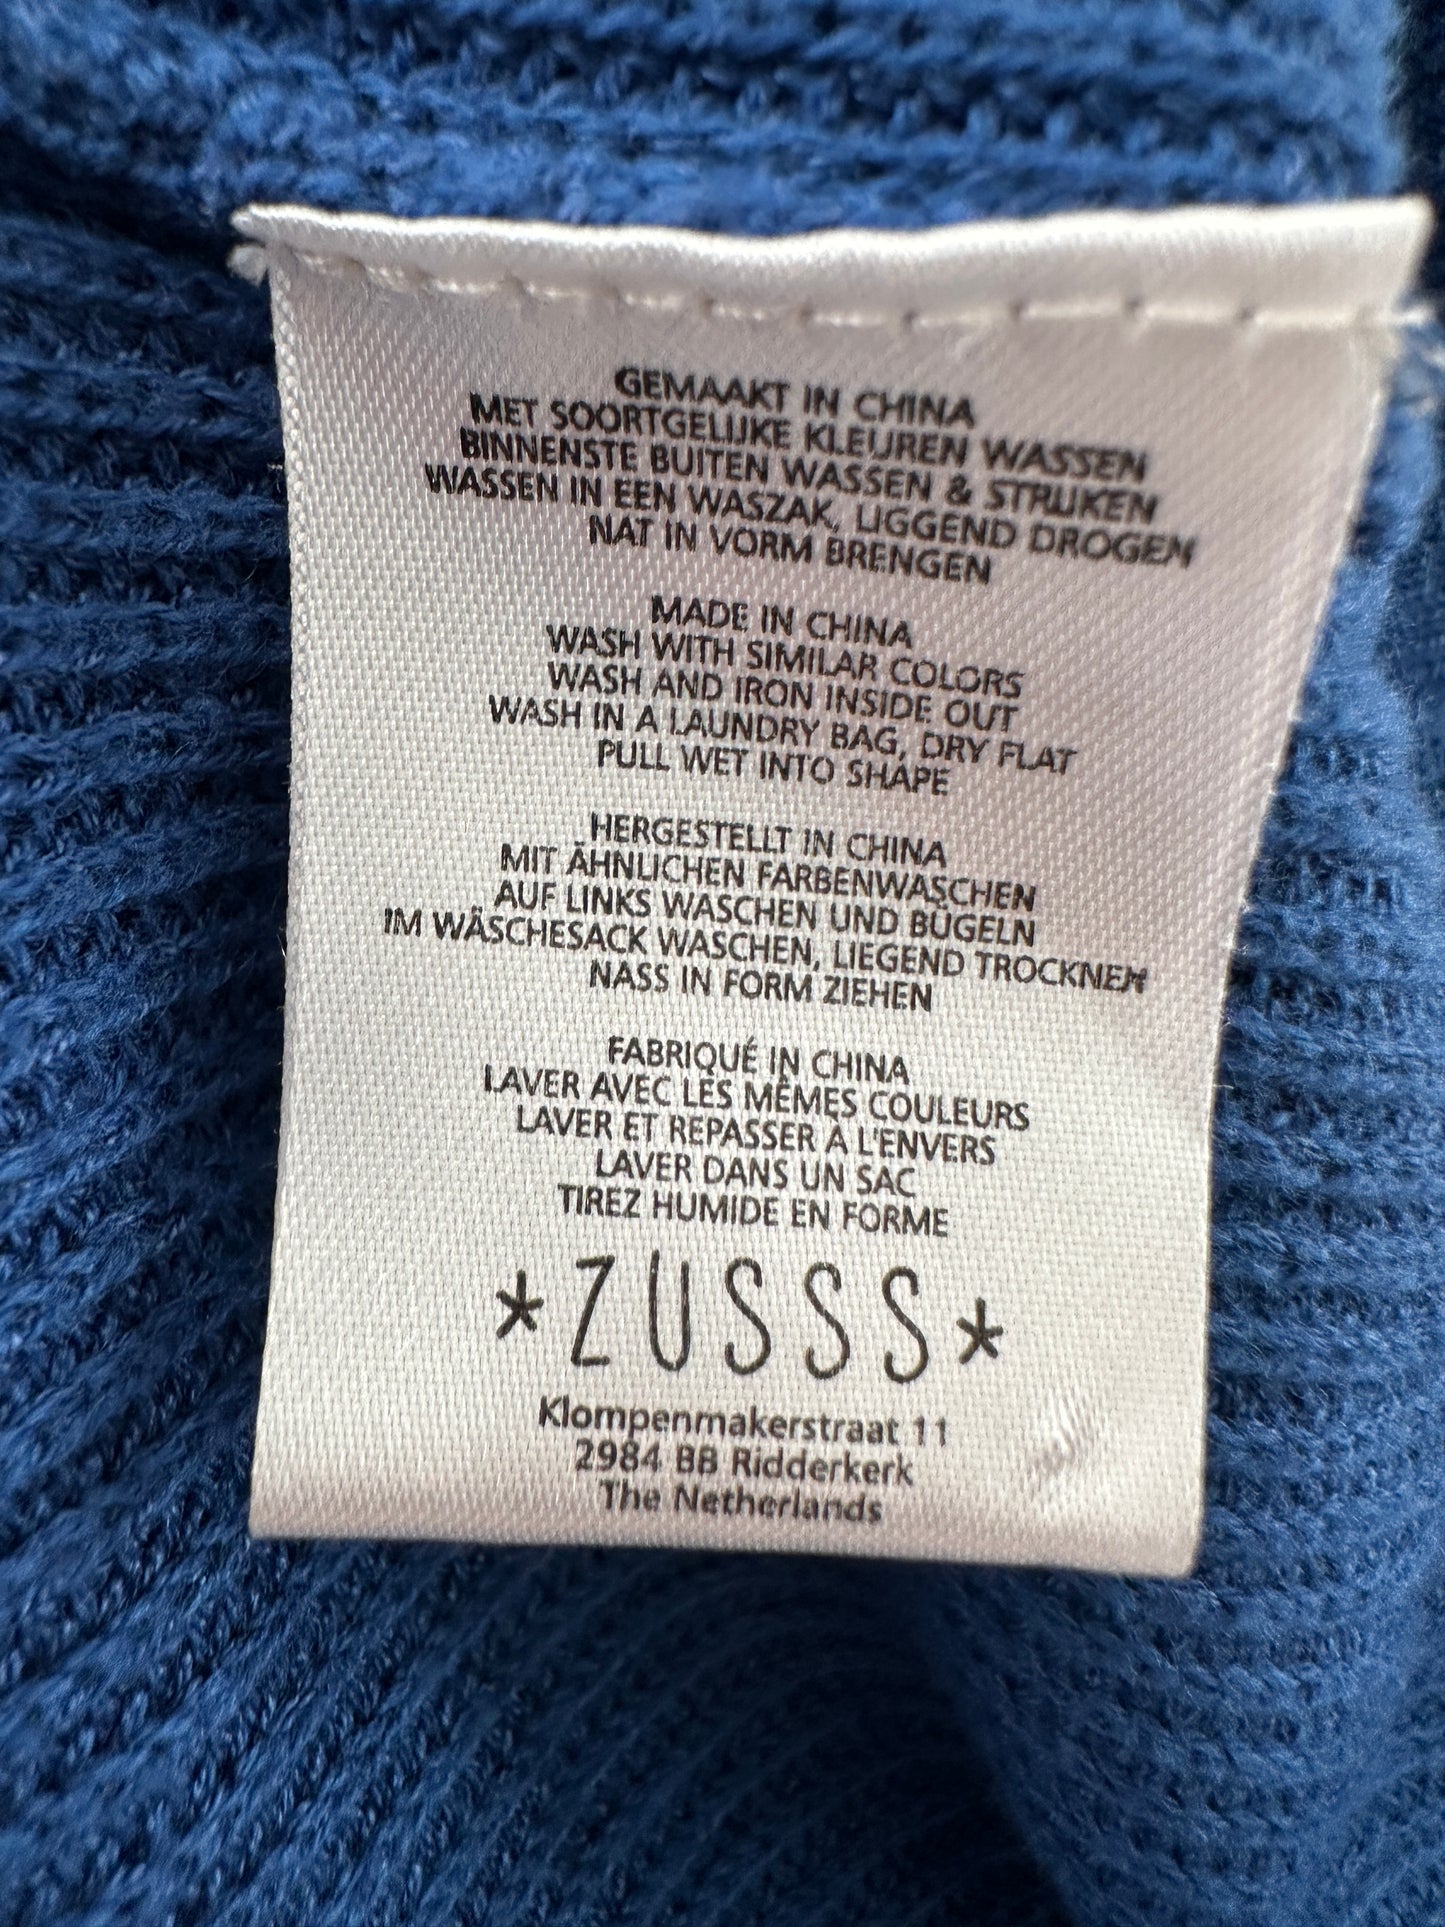 GEMAAKT IN CHINA
MET SOORTGELIJKE KLEUREN WASSEN
BINNENSTE BUITEN WASSEN & STRIJKEN
WASSEN IN EEN WASZAK, LIGGEND DROGEN
NAT IN VORM BRENGEN
MADE IN CHINA
WASH WITH SIMILAR COLORS
WASH AND IRON INSIDE OUT
WASH IN A LAUNDRY BAG, DRY FLAT
PULL WET INTO SHAPE
HERGESTELLT IN CHINA
MIT ÄHNLICHEN FARBENWASCHEN
AUF LINKS WASCHEN UND BÜGELN
IM WÄSCHESACK WASCHEN, LIEGEND TROCKNEN
NASS IN FORM ZIEHEN
FABRIQUÉ IN CHINA
LAVER AVEC LES MÊMES COULEURS
LAVER ET REPASSER À L'ENVERS
LAVER DANS UN SAC
TIREZ HUMIDE EN FORME
*ZUSSS*
Klompenmakerstraat 11
2984 BB Ridderkerk
The Netherlands